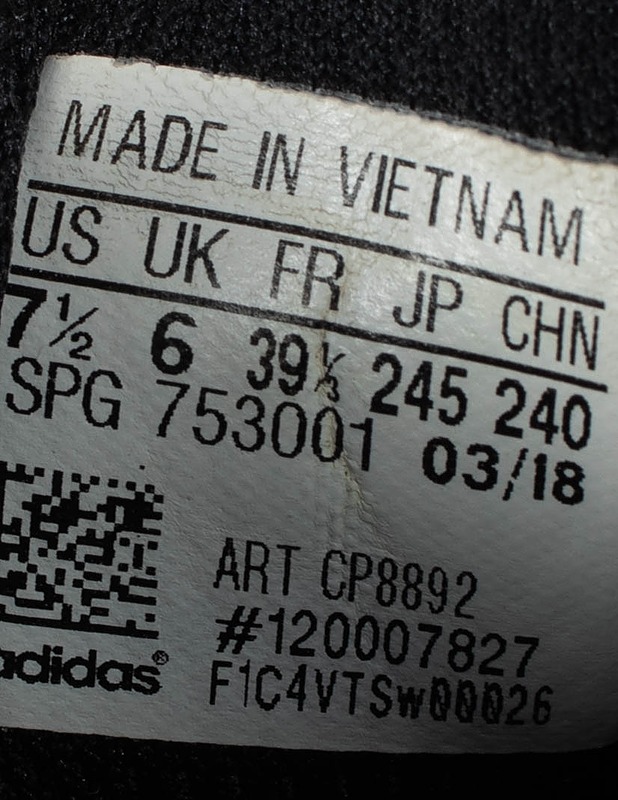 MADE IN VIETNAM
US UK FR JP CHN
7½ 6 39⅓ 245 240
SPG 753001 03/18
ART CP8892
#120007827
F1C4VTSw00026
adidas®